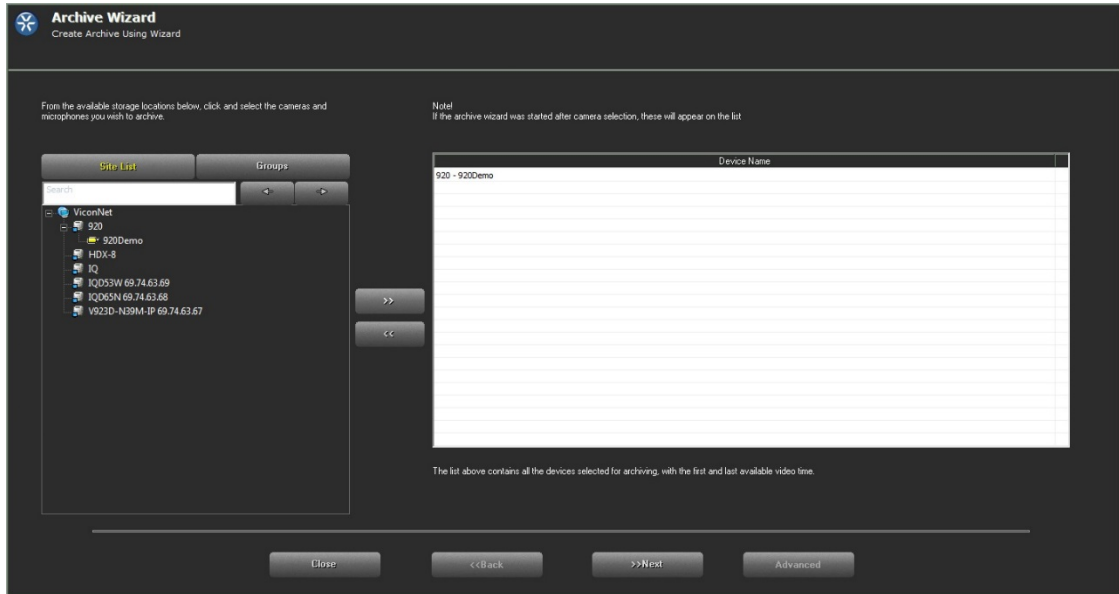 Archive Wizard
Create Archive Using Wizard
From the available storage locations below, click and select the cameras and
microphones you wish to archive.
Note!
If the archive wizard was started after camera selection, these will appear on the list
Site List
Groups
Search
ViconNet
920
920Demo
HDX-8
IQ
IQD53W 69.74.63.69
IQD65N 69.74.63.68
V923D-N39M-IP 69.74.63.67
>>
<<
Device Name
920 - 920Demo
The list above contains all the devices selected for archiving, with the first and last available video time.
Close
<<Back
>>Next
Advanced